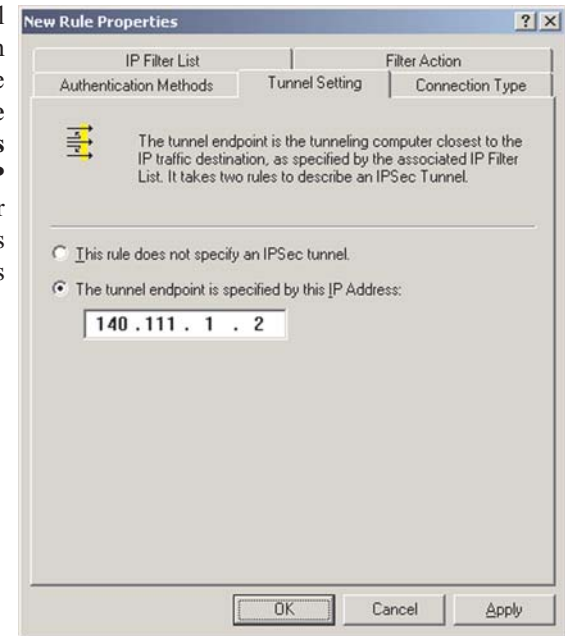 New Rule Properties
IP Filter List
Filter Action
Authentication Methods
Tunnel Setting
Connection Type
The tunnel endpoint is the tunneling computer closest to the
IP traffic destination, as specified by the associated IP Filter
List. It takes two rules to describe an IPSec Tunnel.
This rule does not specify an IPSec tunnel.
The tunnel endpoint is specified by this IP Address:
140 . 111 . 1 . 2
OK
Cancel
Apply